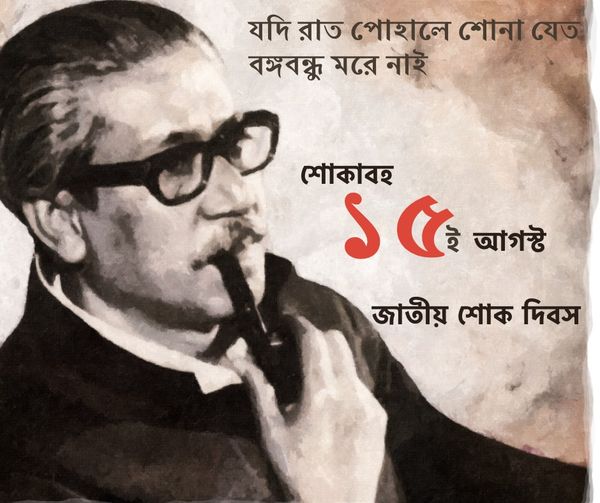 যদি রাত পোহালে শোনা যেত
বঙ্গবন্ধু মরে নাই
শোকাবহ
১৫ই আগস্ট
জাতীয় শোক দিবস